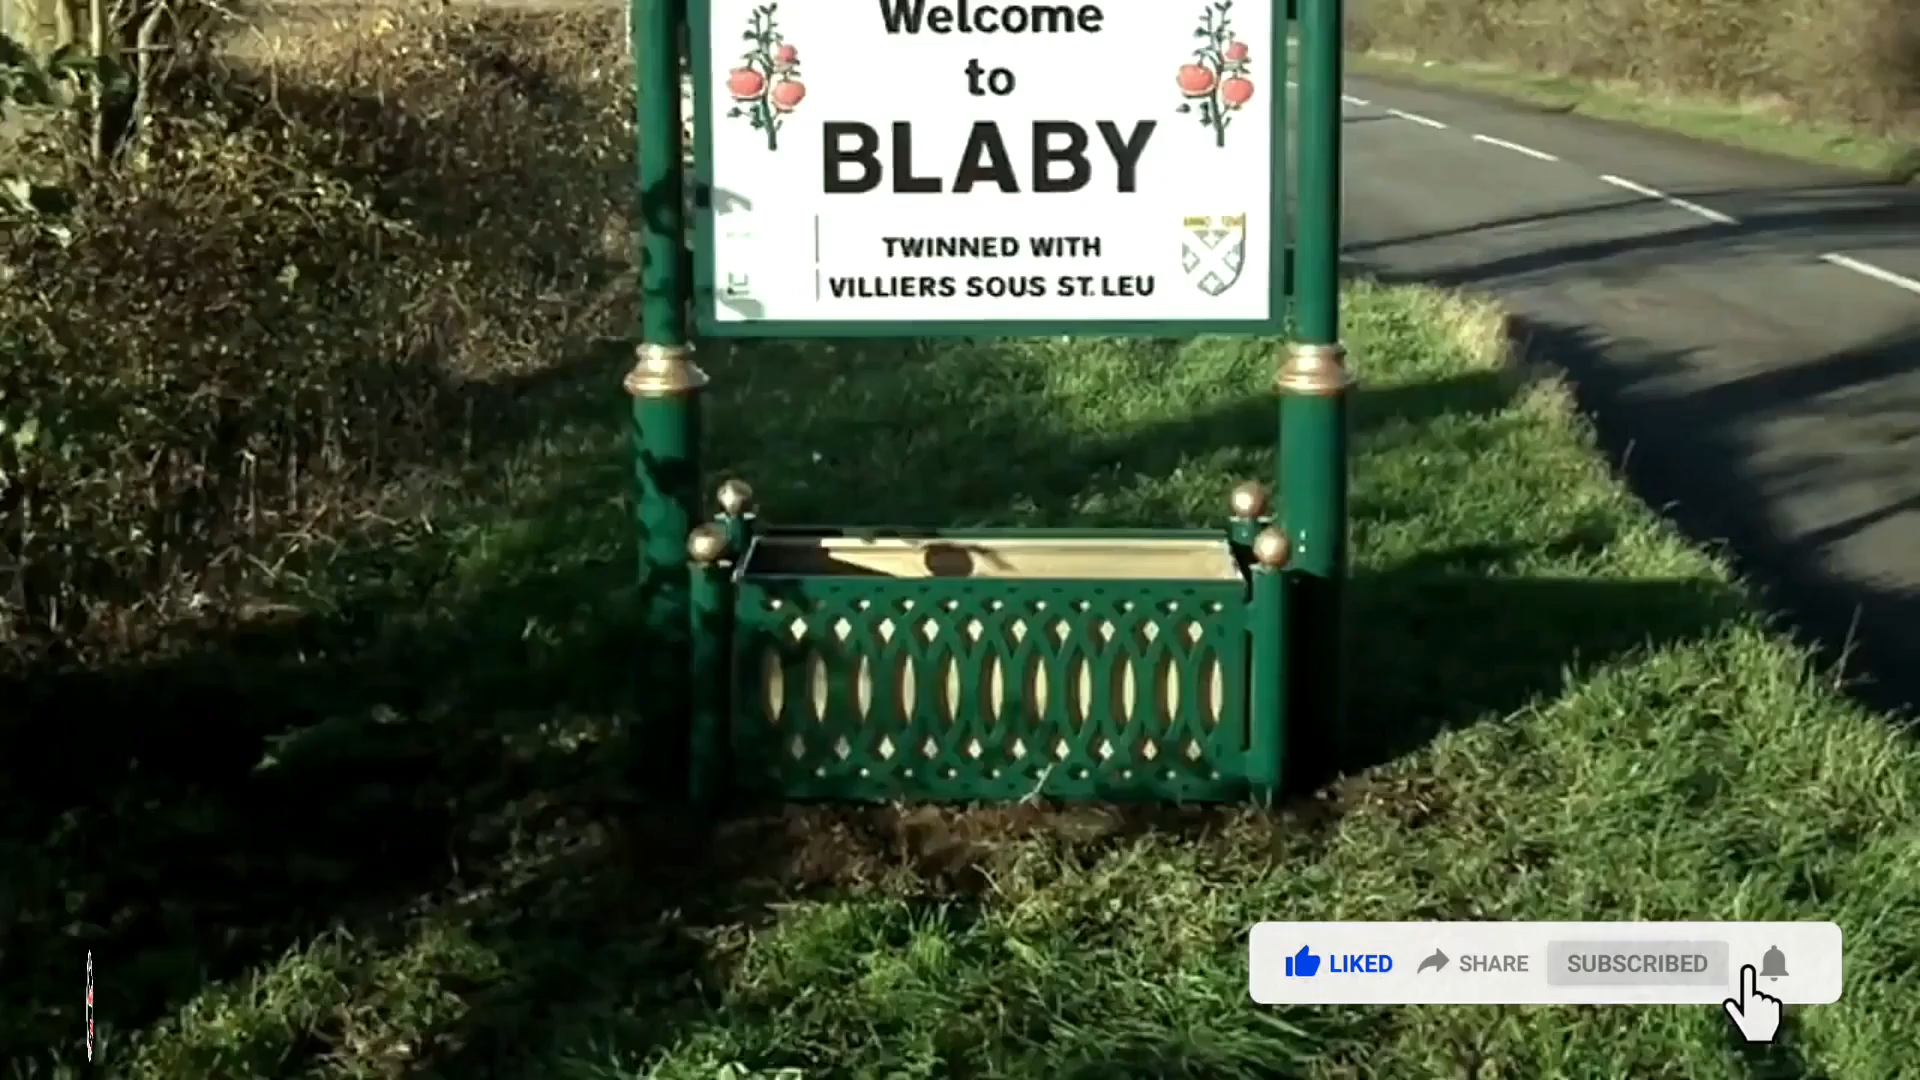 Welcome
to
BLABY
TWINNED WITH
VILLIERS SOUS ST. LEU
LIKED SHARE SUBSCRIBED